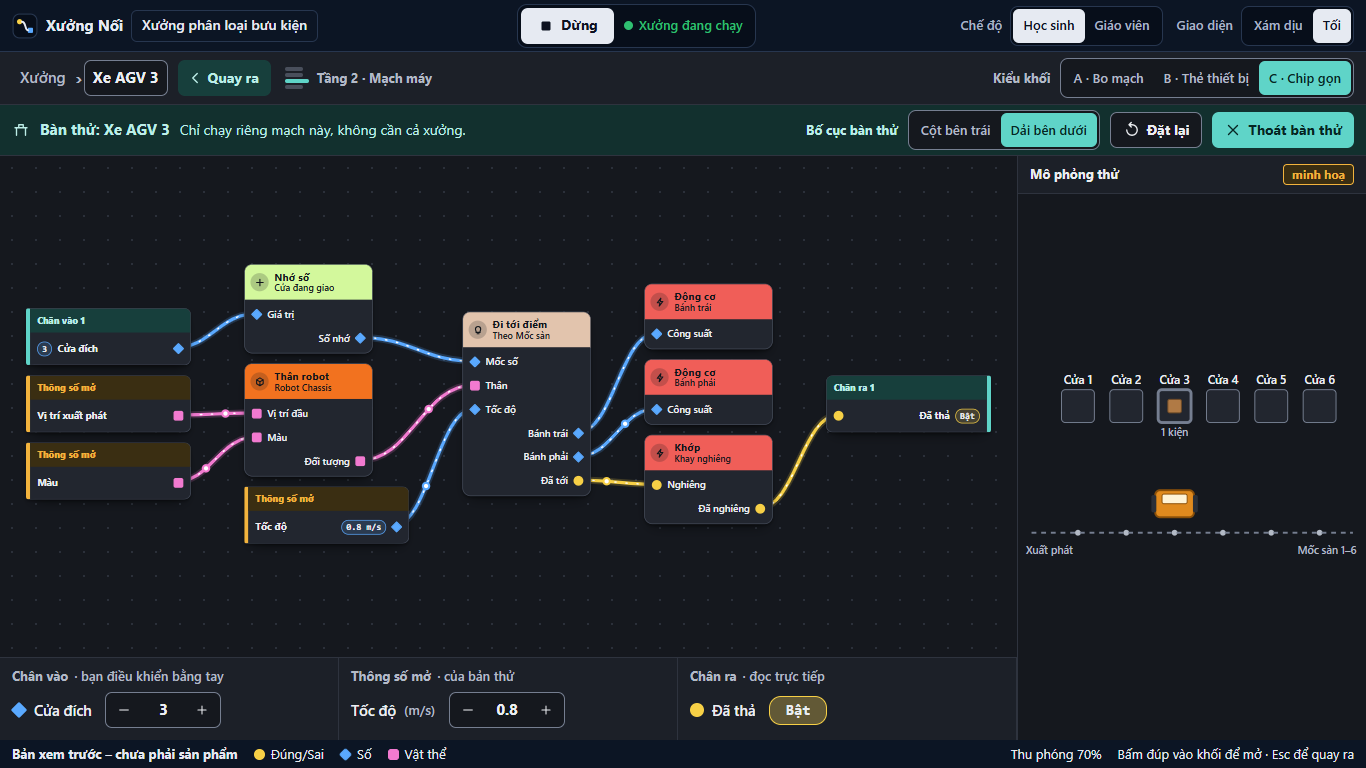 Xưởng Nối
Xưởng phân loại bưu kiện
Dừng
Xưởng đang chạy
Chế độ
Học sinh
Giáo viên
Giao diện
Xám dịu
Tối
Xưởng › Xe AGV 3
Quay ra
Tầng 2 · Mạch máy
Kiểu khối
A · Bo mạch
B · Thẻ thiết bị
C · Chip gọn
Bàn thử: Xe AGV 3 Chỉ chạy riêng mạch này, không cần cả xưởng.
Bố cục bàn thử
Cột bên trái
Dải bên dưới
Đặt lại
Thoát bàn thử
Chân vào 1
3 Cửa đích
Thông số mở
Vị trí xuất phát
Thông số mở
Màu
Nhớ số
Cửa đang giao
Giá trị
Số nhớ
Thân robot
Robot Chassis
Vị trí đầu
Màu
Đối tượng
Thông số mở
Tốc độ 0.8 m/s
Đi tới điểm
Theo Mốc sàn
Mốc số
Thân
Tốc độ
Bánh trái
Bánh phải
Đã tới
Động cơ
Bánh trái
Công suất
Động cơ
Bánh phải
Công suất
Khớp
Khay nghiêng
Nghiêng
Đã nghiêng
Chân ra 1
Đã thả Bật
Mô phỏng thử
minh hoạ
Cửa 1 Cửa 2 Cửa 3 Cửa 4 Cửa 5 Cửa 6
1 kiện
Xuất phát
Mốc sàn 1–6
Chân vào · bạn điều khiển bằng tay
Cửa đích − 3 +
Thông số mở · của bản thử
Tốc độ (m/s) − 0.8 +
Chân ra · đọc trực tiếp
Đã thả Bật
Bản xem trước – chưa phải sản phẩm
Đúng/Sai
Số
Vật thể
Thu phóng 70%
Bấm đúp vào khối để mở · Esc để quay ra